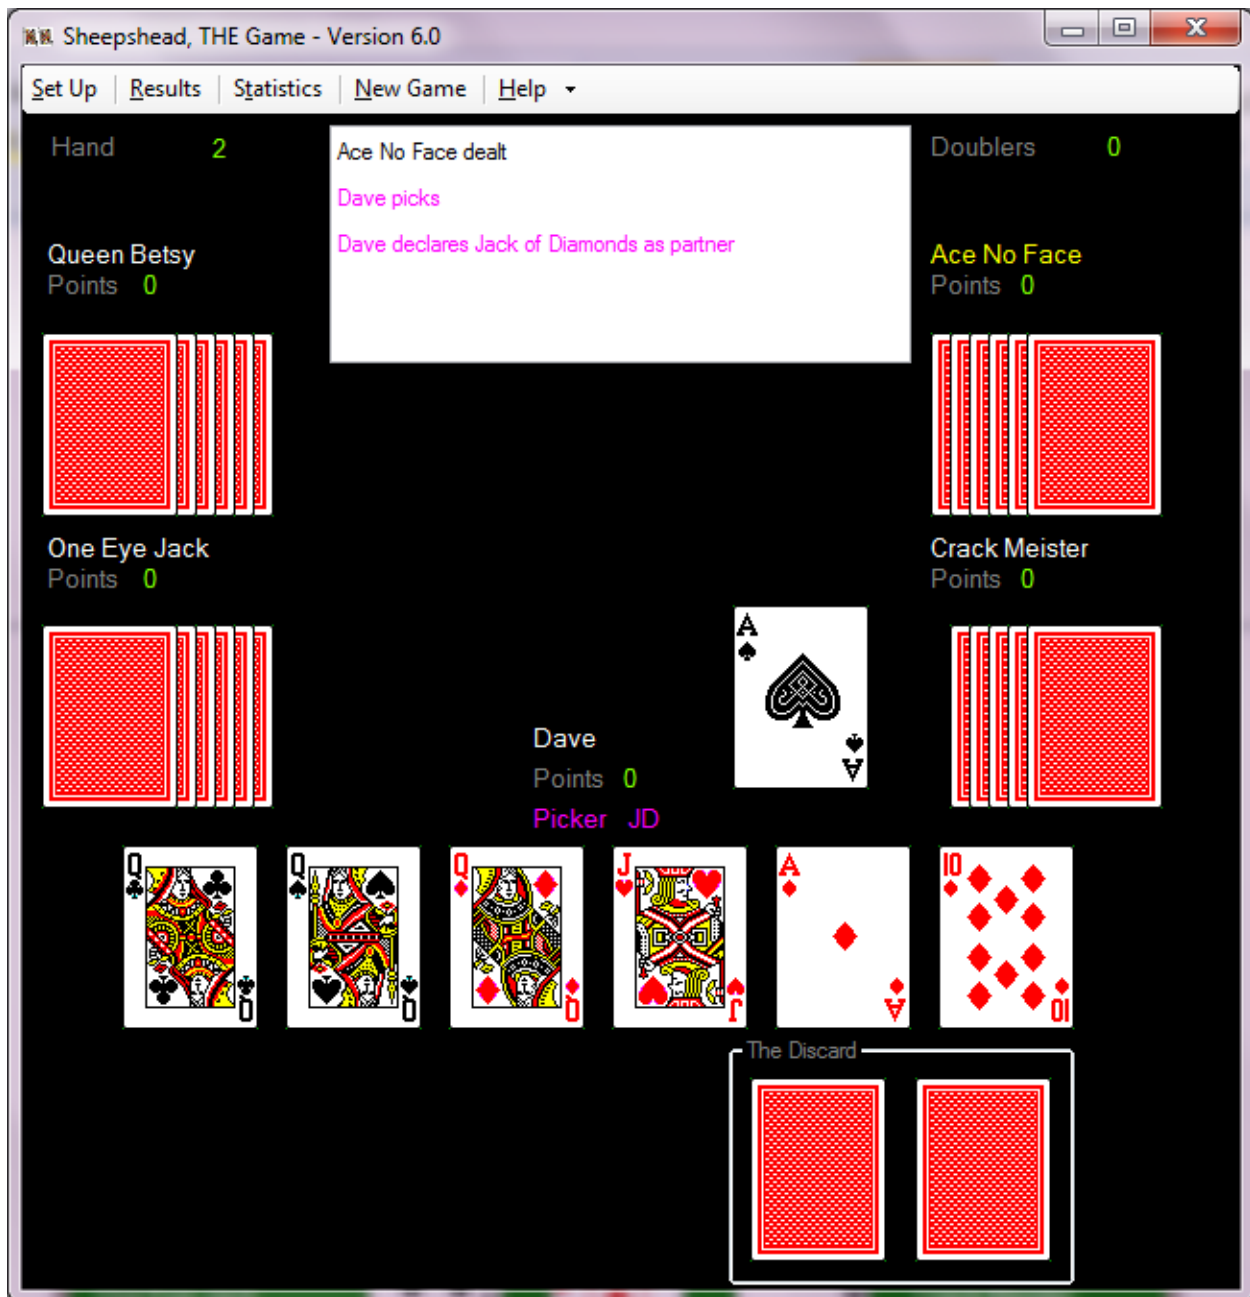 Sheepshead, THE Game - Version 6.0
Set Up Results Statistics New Game Help
Hand 2
Ace No Face dealt
Doublers 0
Dave picks
Dave declares Jack of Diamonds as partner
Queen Betsy
Points 0
Ace No Face
Points 0
One Eye Jack
Points 0
Crack Meister
Points 0
A
A
Dave
Points 0
Picker JD
Q Q Q J A 10
Q Q Q J A 10
The Discard